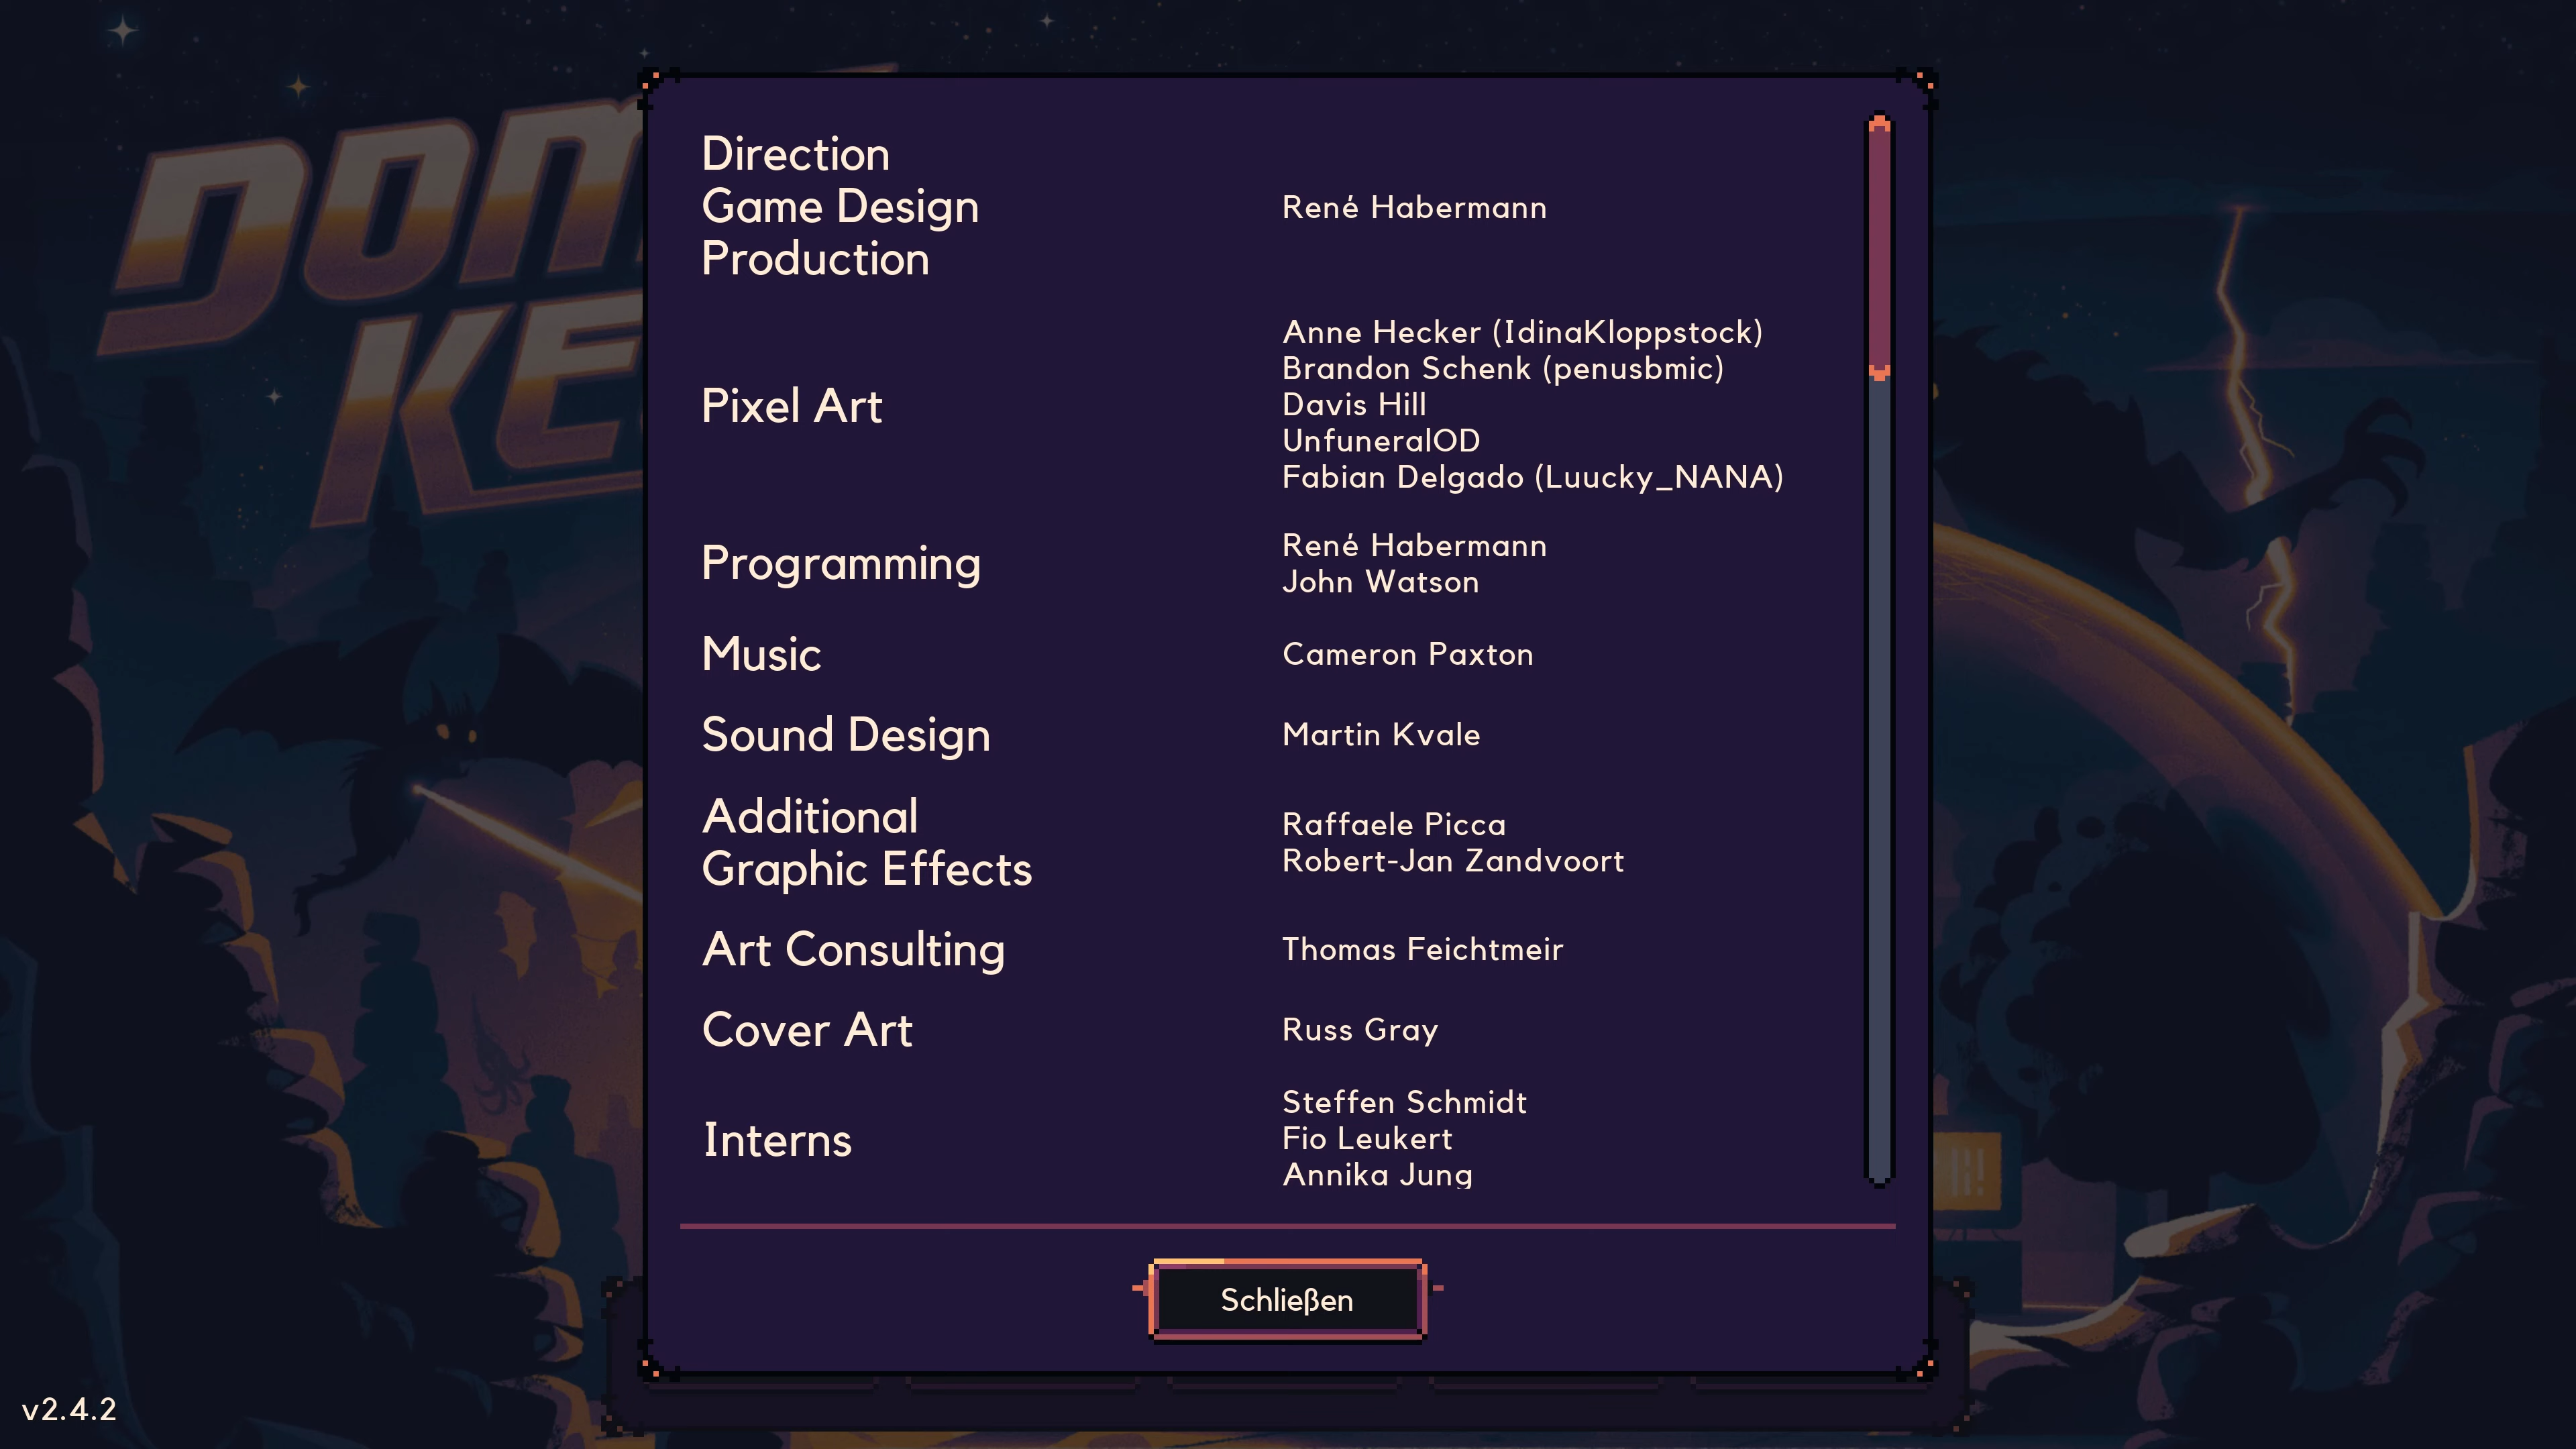 DOM
KE
Direction
Game Design
Production
René Habermann
Pixel Art
Anne Hecker (IdinaKloppstock)
Brandon Schenk (penusbmic)
Davis Hill
UnfuneralOD
Fabian Delgado (Luucky_NANA)
Programming
René Habermann
John Watson
Music
Cameron Paxton
Sound Design
Martin Kvale
Additional
Graphic Effects
Raffaele Picca
Robert-Jan Zandvoort
Art Consulting
Thomas Feichtmeir
Cover Art
Russ Gray
Interns
Steffen Schmidt
Fio Leukert
Annika Jung
Schließen
v2.4.2